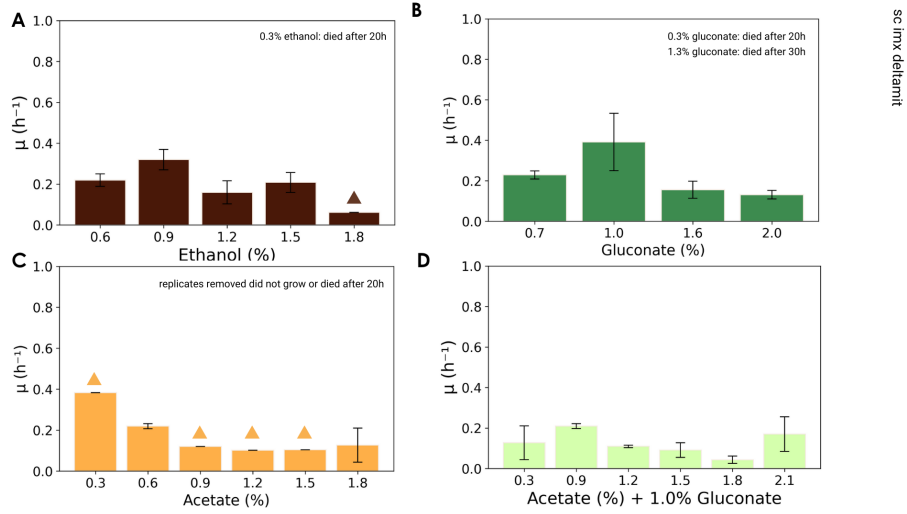 A
1.0
0.8
0.6
0.4
0.2
0.0
μ (h⁻¹)
0.3% ethanol: died after 20h
0.6 0.9 1.2 1.5 1.8
Ethanol (%)
B
1.0
0.8
0.6
0.4
0.2
0.0
μ (h⁻¹)
0.3% gluconate: died after 20h
1.3% gluconate: died after 30h
0.7 1.0 1.6 2.0
Gluconate (%)
sc imx deltamit
C
1.0
0.8
0.6
0.4
0.2
0.0
μ (h⁻¹)
replicates removed did not grow or died after 20h
0.3 0.6 0.9 1.2 1.5 1.8
Acetate (%)
D
1.0
0.8
0.6
0.4
0.2
0.0
μ (h⁻¹)
0.3 0.9 1.2 1.5 1.8 2.1
Acetate (%) + 1.0% Gluconate